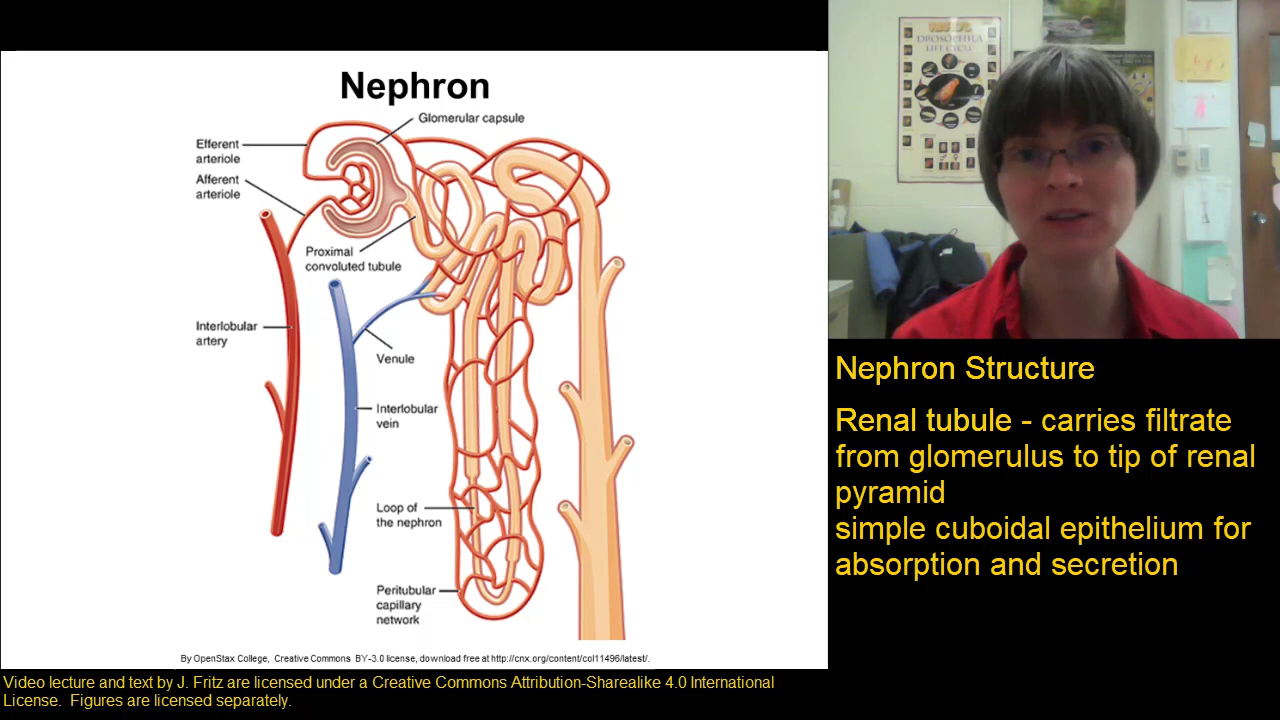 Nephron
Glomerular capsule
Efferent
arteriole
Afferent
arteriole
Proximal
convoluted tubule
Interlobular
artery
Venule
Interlobular
vein
Loop of
the nephron
Peritubular
capillary
network
By OpenStax College, Creative Commons BY-3.0 license, download free at http://cnx.org/content/col11496/latest/.
DROSOPHILA
LIFE CYCLE
Nephron Structure
Renal tubule - carries filtrate
from glomerulus to tip of renal
pyramid
simple cuboidal epithelium for
absorption and secretion
Video lecture and text by J. Fritz are licensed under a Creative Commons Attribution-Sharealike 4.0 International
License. Figures are licensed separately.